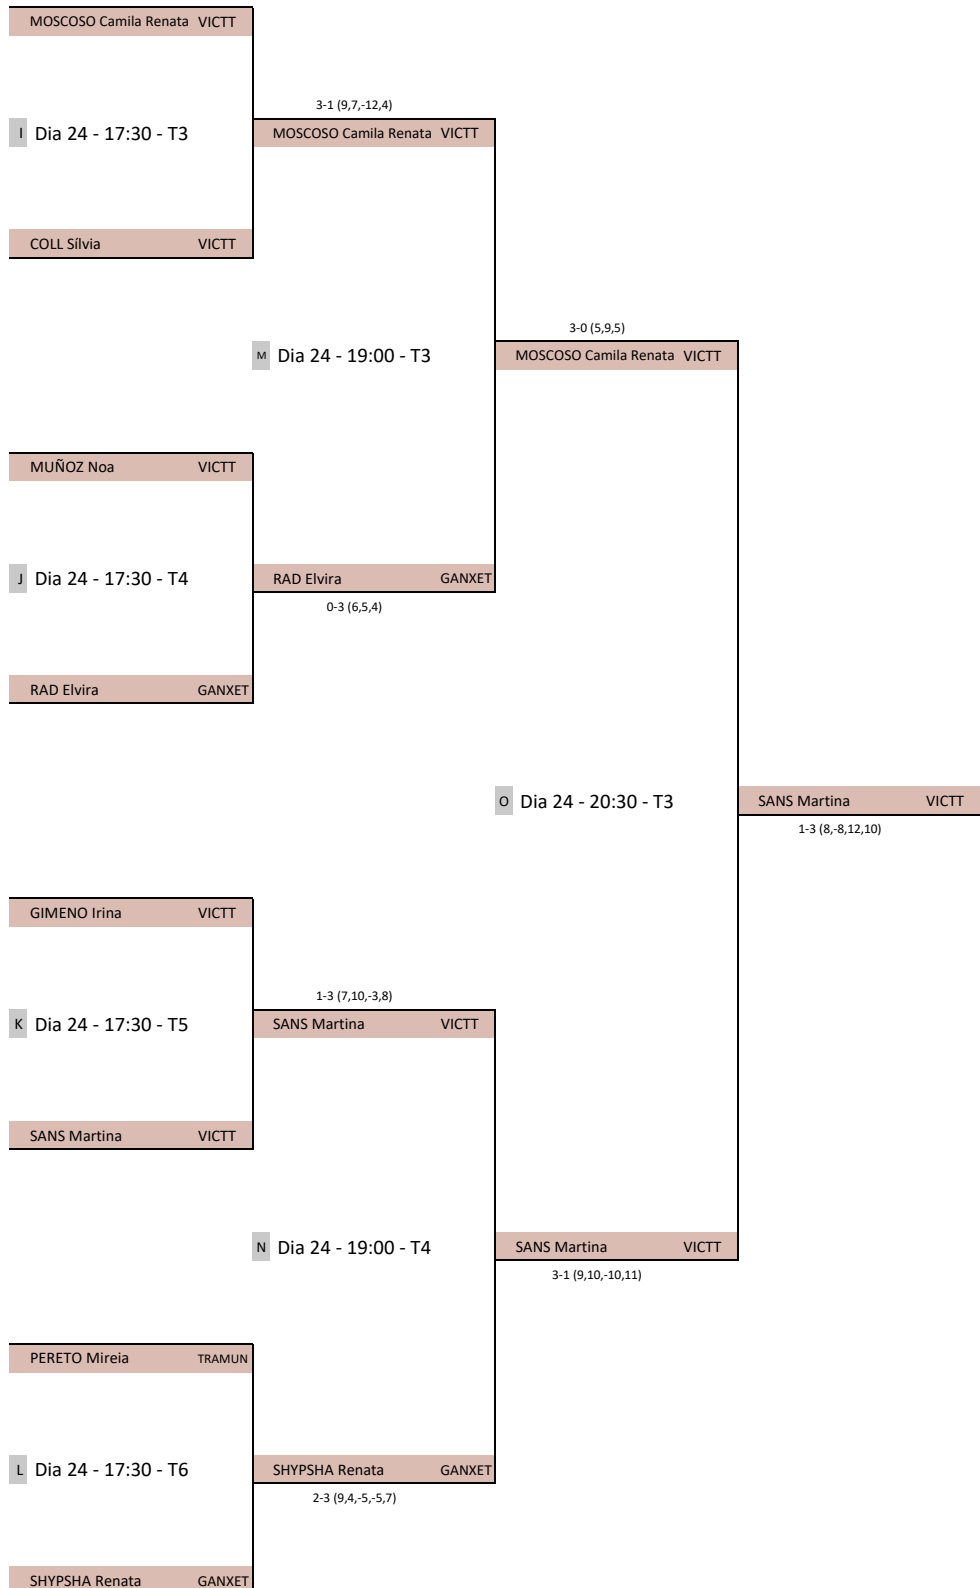 MOSCOSO Camila Renata VICTT
3-1 (9,7,-12,4)
I Dia 24 - 17:30 - T3
MOSCOSO Camila Renata VICTT
COLL Sílvia VICTT
3-0 (5,9,5)
M Dia 24 - 19:00 - T3
MOSCOSO Camila Renata VICTT
MUÑOZ Noa VICTT
J Dia 24 - 17:30 - T4
RAD Elvira GANXET
0-3 (6,5,4)
RAD Elvira GANXET
O Dia 24 - 20:30 - T3
SANS Martina VICTT
1-3 (8,-8,12,10)
GIMENO Irina VICTT
1-3 (7,10,-3,8)
K Dia 24 - 17:30 - T5
SANS Martina VICTT
SANS Martina VICTT
N Dia 24 - 19:00 - T4
SANS Martina VICTT
3-1 (9,10,-10,11)
PERETO Mireia TRAMUN
L Dia 24 - 17:30 - T6
SHYPSHA Renata GANXET
2-3 (9,4,-5,-5,7)
SHYPSHA Renata GANXET